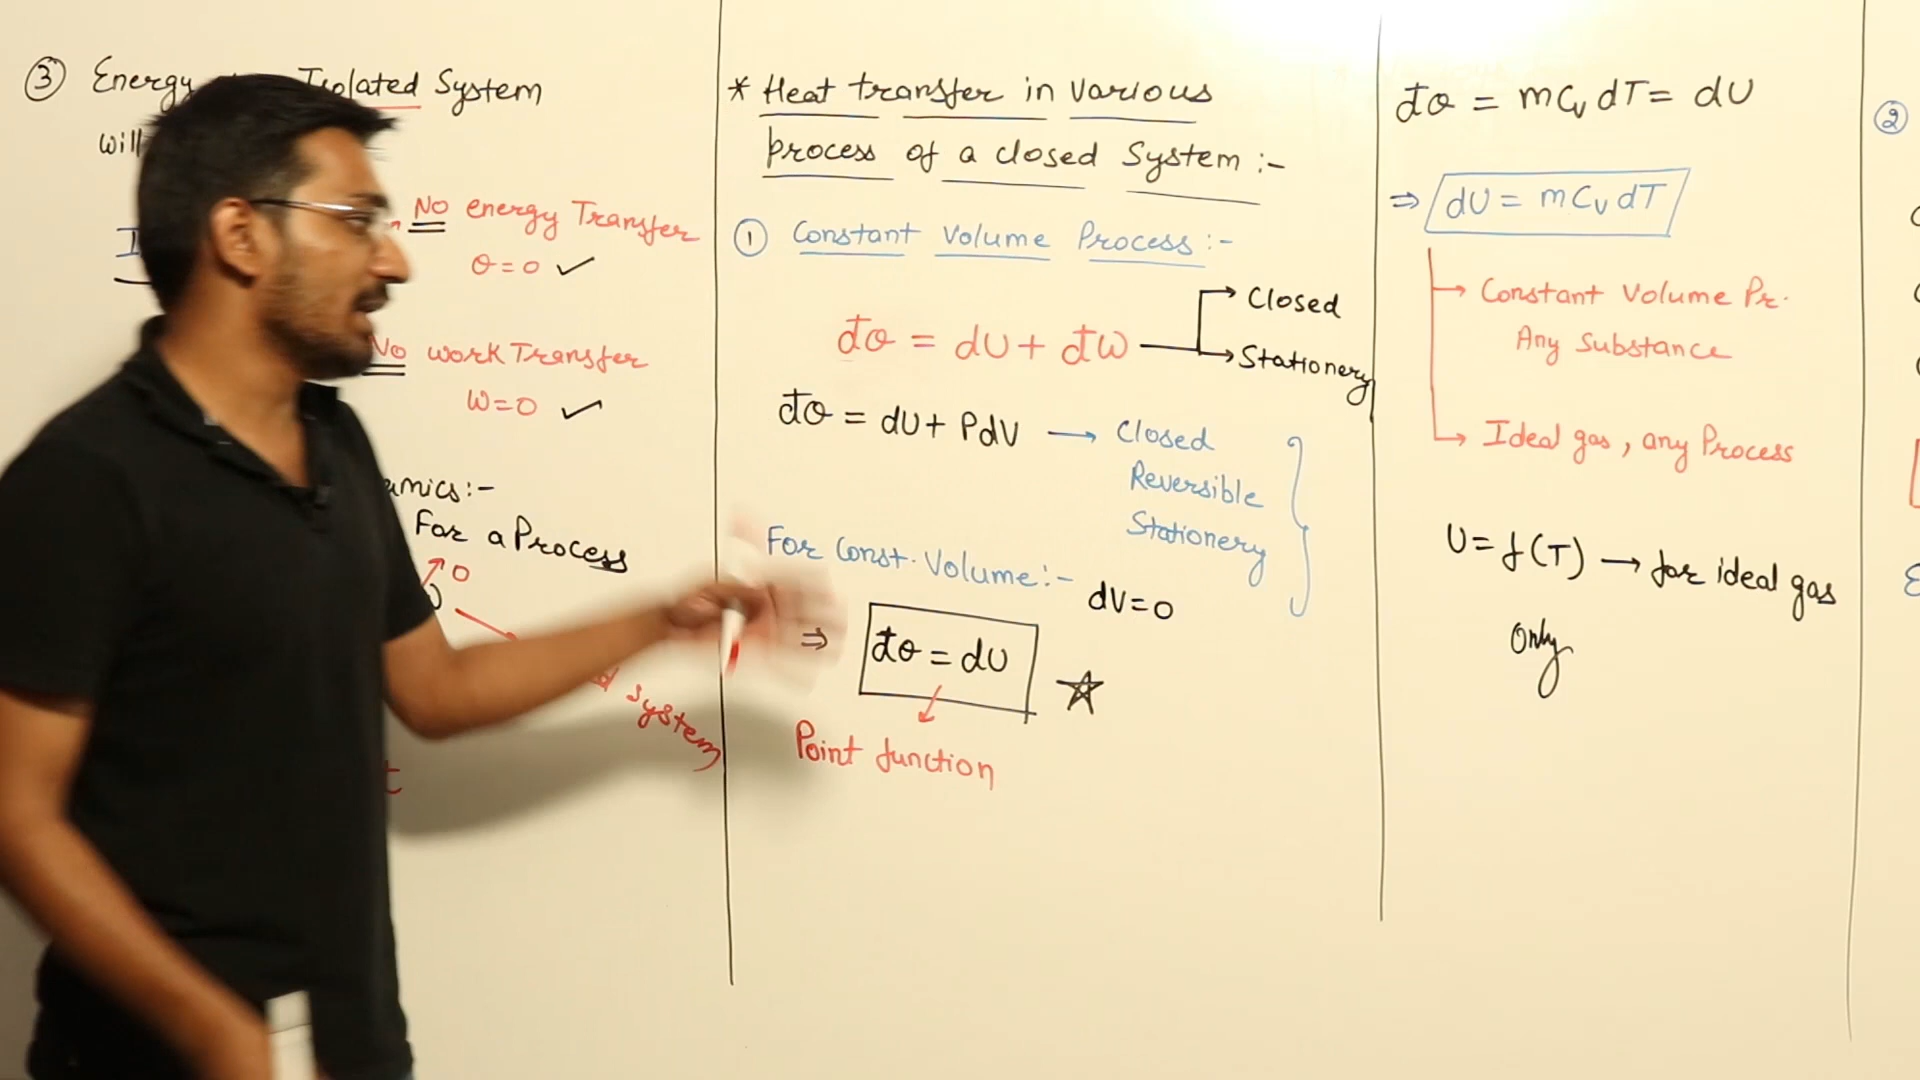 ③ Energy Isolated System
will
NO energy Transfer
Q=0 ✓
No work Transfer
W=0 ✓
amics:-
For a Process
0
system
* Heat transfer in various
process of a closed System :-
① Constant Volume Process:-
đQ = dU + đW → Closed
→ Stationery
đQ = dU + PdV → Closed
Reversible
Stationery
For Const. Volume:- dV=0
⇒ đQ = dU ☆
Point function
đQ = mCv dT = dU
⇒ dU = mCv dT
→ Constant Volume Pr.
Any Substance
→ Ideal gas, any Process
U = f(T) → for ideal gas
Only
②